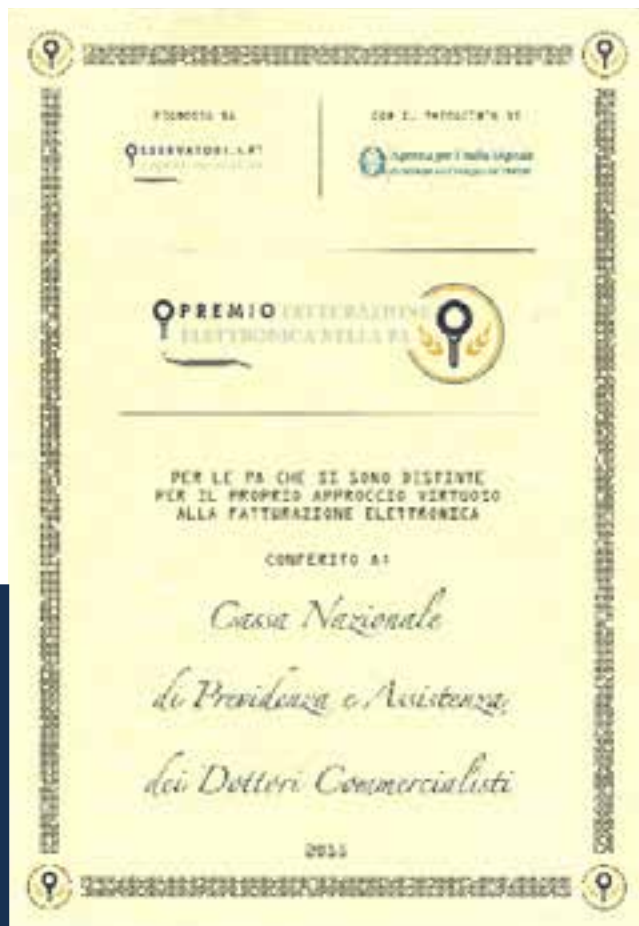 PROMOSSO DA
CON IL PATROCINIO DI
OSSERVATORI.NET
Agenzia per l'Italia Digitale
PREMIO FATTURAZIONE
ELETTRONICA NELLA PA
PER LE PA CHE SI SONO DISTINTE
PER IL PROPRIO APPROCCIO VIRTUOSO
ALLA FATTURAZIONE ELETTRONICA
CONFERITO A:
Cassa Nazionale
di Previdenza e Assistenza
dei Dottori Commercialisti